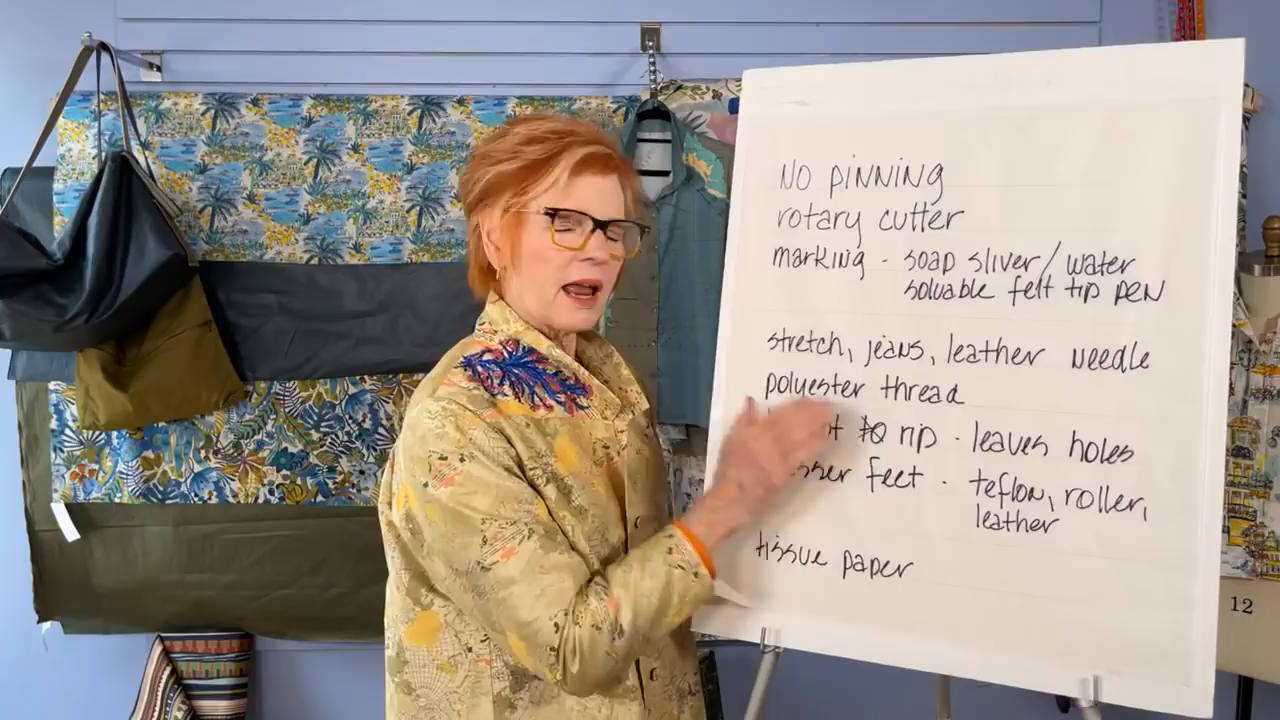 NO PINNING
rotary cutter
marking - soap sliver/water
soluable felt tip pen
stretch, jeans, leather needle
polyester thread
rip - leaves holes
feet - teflon, roller,
leather
tissue paper
12